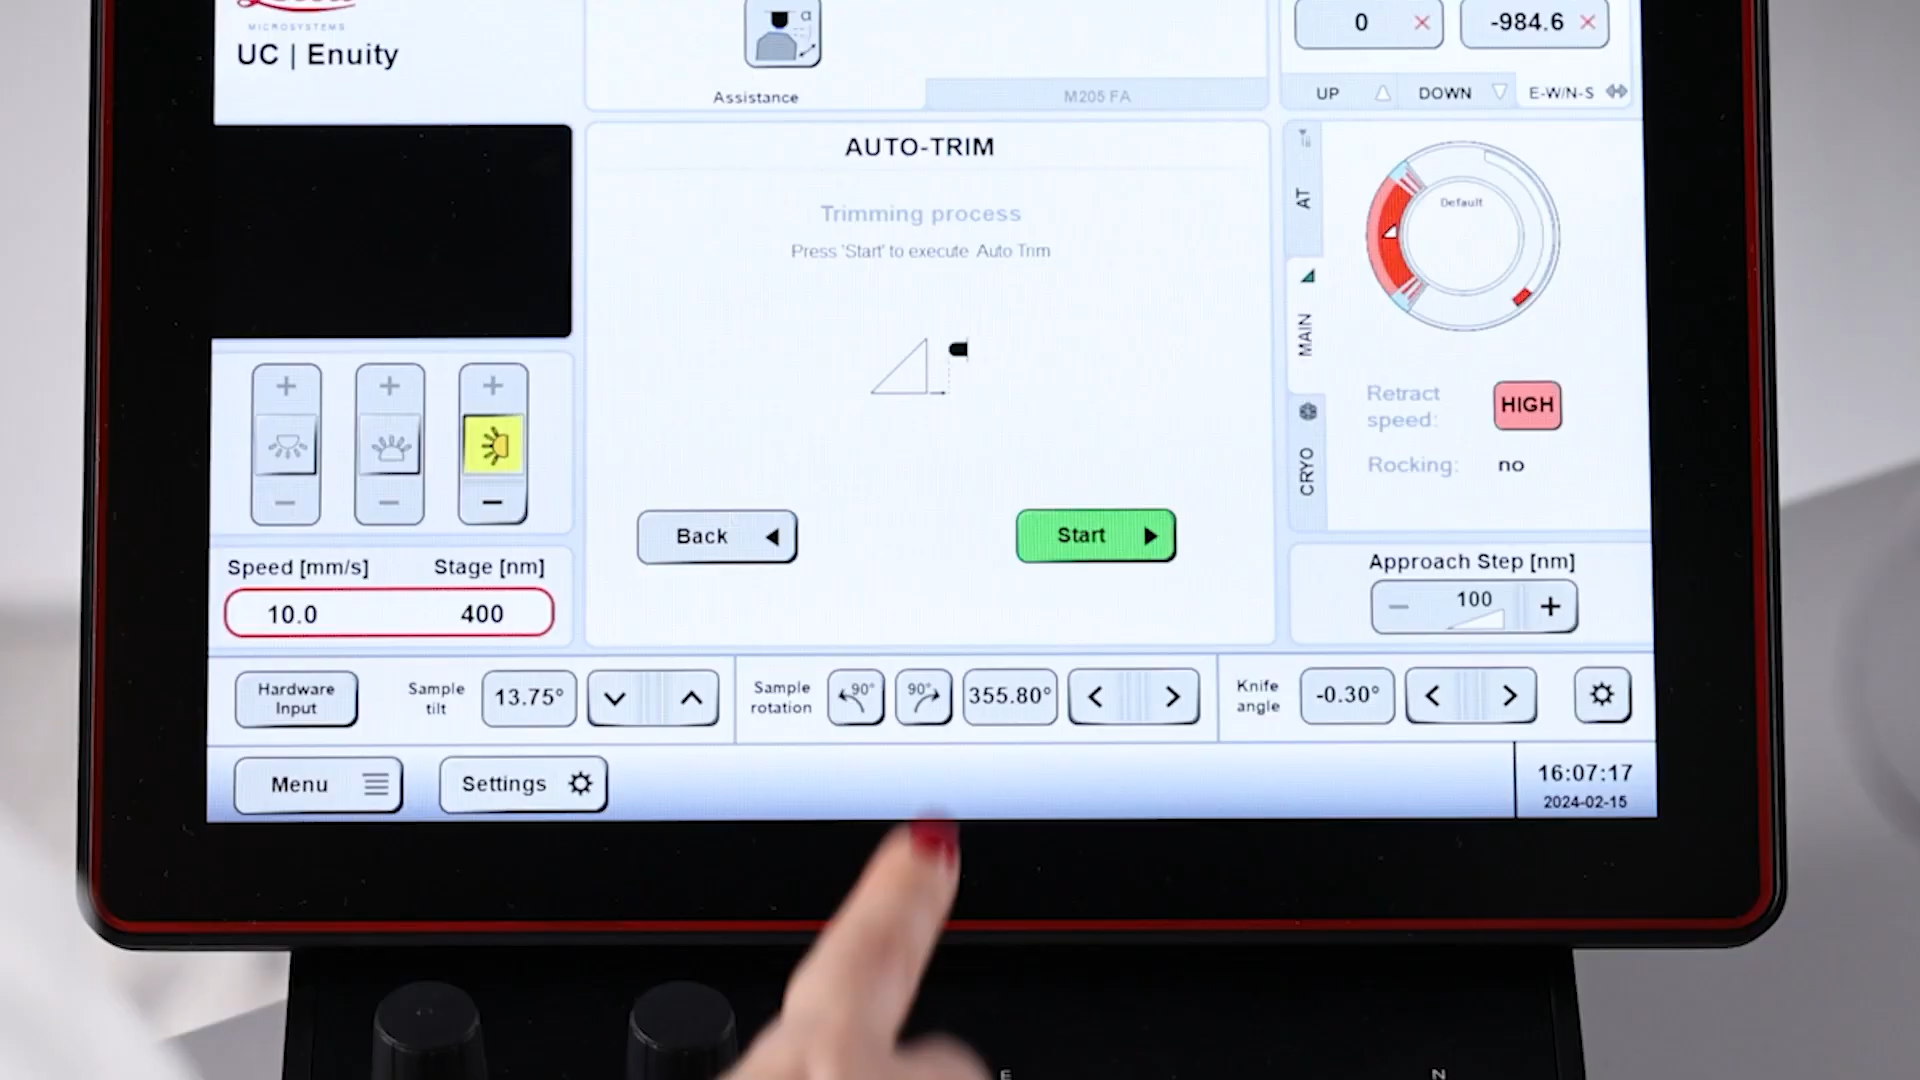 MICROSYSTEMS
UC | Enuity
α
Assistance
M205 FA
0
-984.6
UP
DOWN
E-W/N-S
AUTO-TRIM
Trimming process
Press 'Start' to execute Auto Trim
Back
Start
AT
MAIN
CRYO
Default
Retract
speed:
HIGH
Rocking:
no
Speed [mm/s]
Stage [nm]
10.0
400
Approach Step [nm]
100
Hardware
Input
Sample
tilt
13.75°
Sample
rotation
90°
90°
355.80°
Knife
angle
-0.30°
Menu
Settings
16:07:17
2024-02-15
E
N